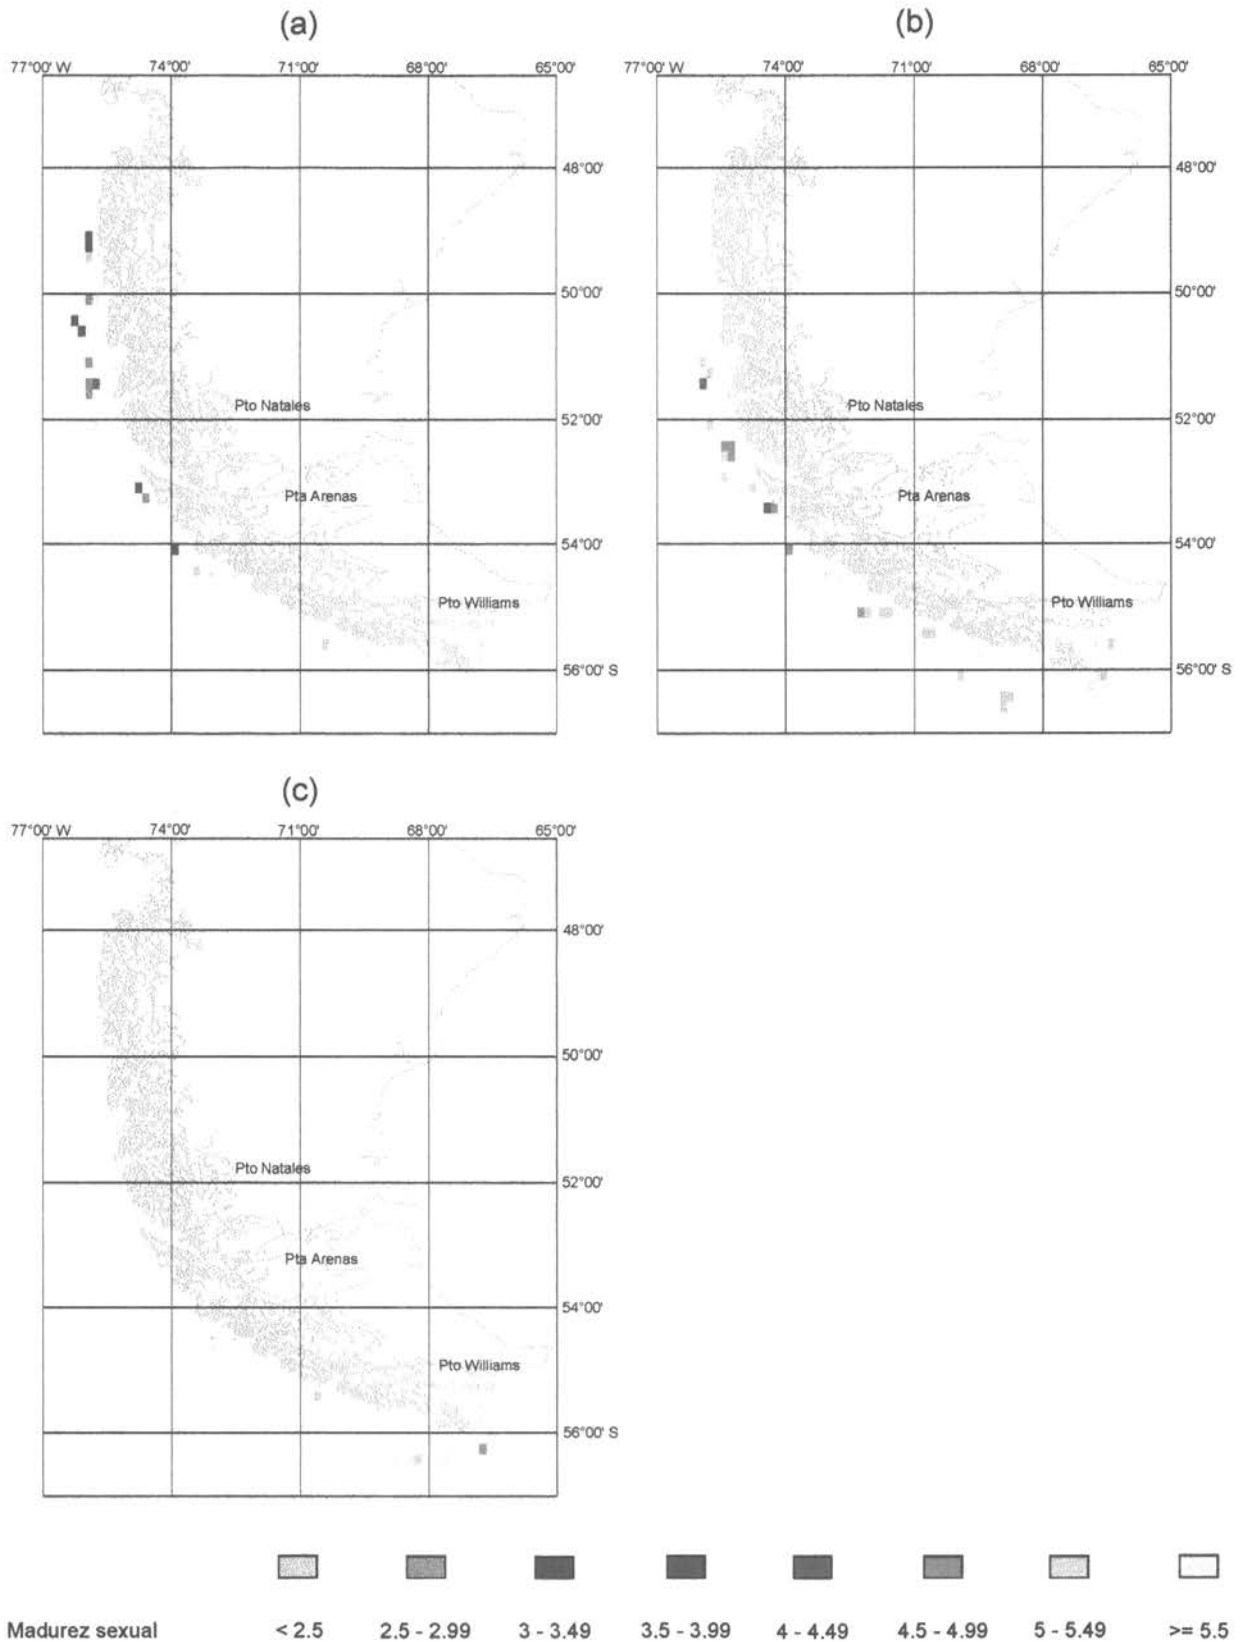 (a)
77°00' W 74°00' 71°00' 68°00' 65°00'
48°00'
50°00'
Pto Natales
52°00'
Pta Arenas
54°00'
Pto Williams
56°00' S
(b)
77°00' W 74°00' 71°00' 68°00' 65°00'
48°00'
50°00'
Pto Natales
52°00'
Pta Arenas
54°00'
Pto Williams
56°00' S
(c)
77°00' W 74°00' 71°00' 68°00' 65°00'
48°00'
50°00'
Pto Natales
52°00'
Pta Arenas
54°00'
Pto Williams
56°00' S
Madurez sexual < 2.5 2.5 - 2.99 3 - 3.49 3.5 - 3.99 4 - 4.49 4.5 - 4.99 5 - 5.49 >= 5.5